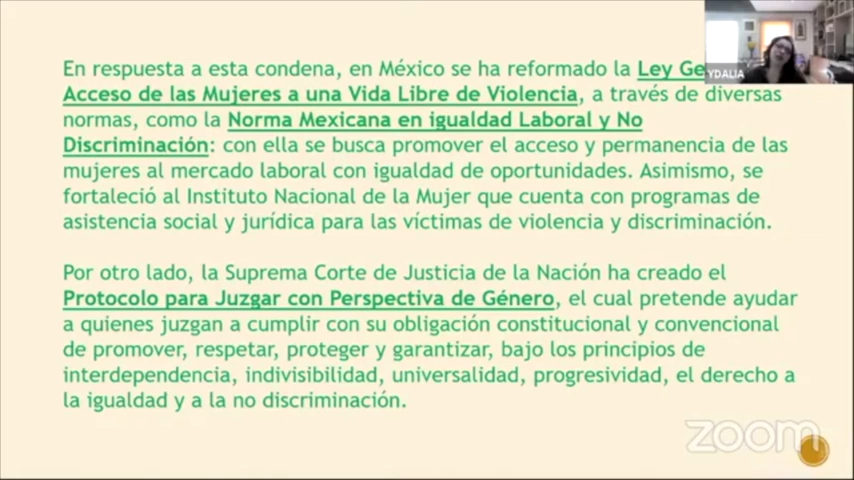 En respuesta a esta condena, en México se ha reformado la Ley Ge
Acceso de las Mujeres a una Vida Libre de Violencia, a través de diversas
normas, como la Norma Mexicana en igualdad Laboral y No
Discriminación: con ella se busca promover el acceso y permanencia de las
mujeres al mercado laboral con igualdad de oportunidades. Asimismo, se
fortaleció al Instituto Nacional de la Mujer que cuenta con programas de
asistencia social y jurídica para las víctimas de violencia y discriminación.
Por otro lado, la Suprema Corte de Justicia de la Nación ha creado el
Protocolo para Juzgar con Perspectiva de Género, el cual pretende ayudar
a quienes juzgan a cumplir con su obligación constitucional y convencional
de promover, respetar, proteger y garantizar, bajo los principios de
interdependencia, indivisibilidad, universalidad, progresividad, el derecho a
la igualdad y a la no discriminación.
YDALIA
zoom